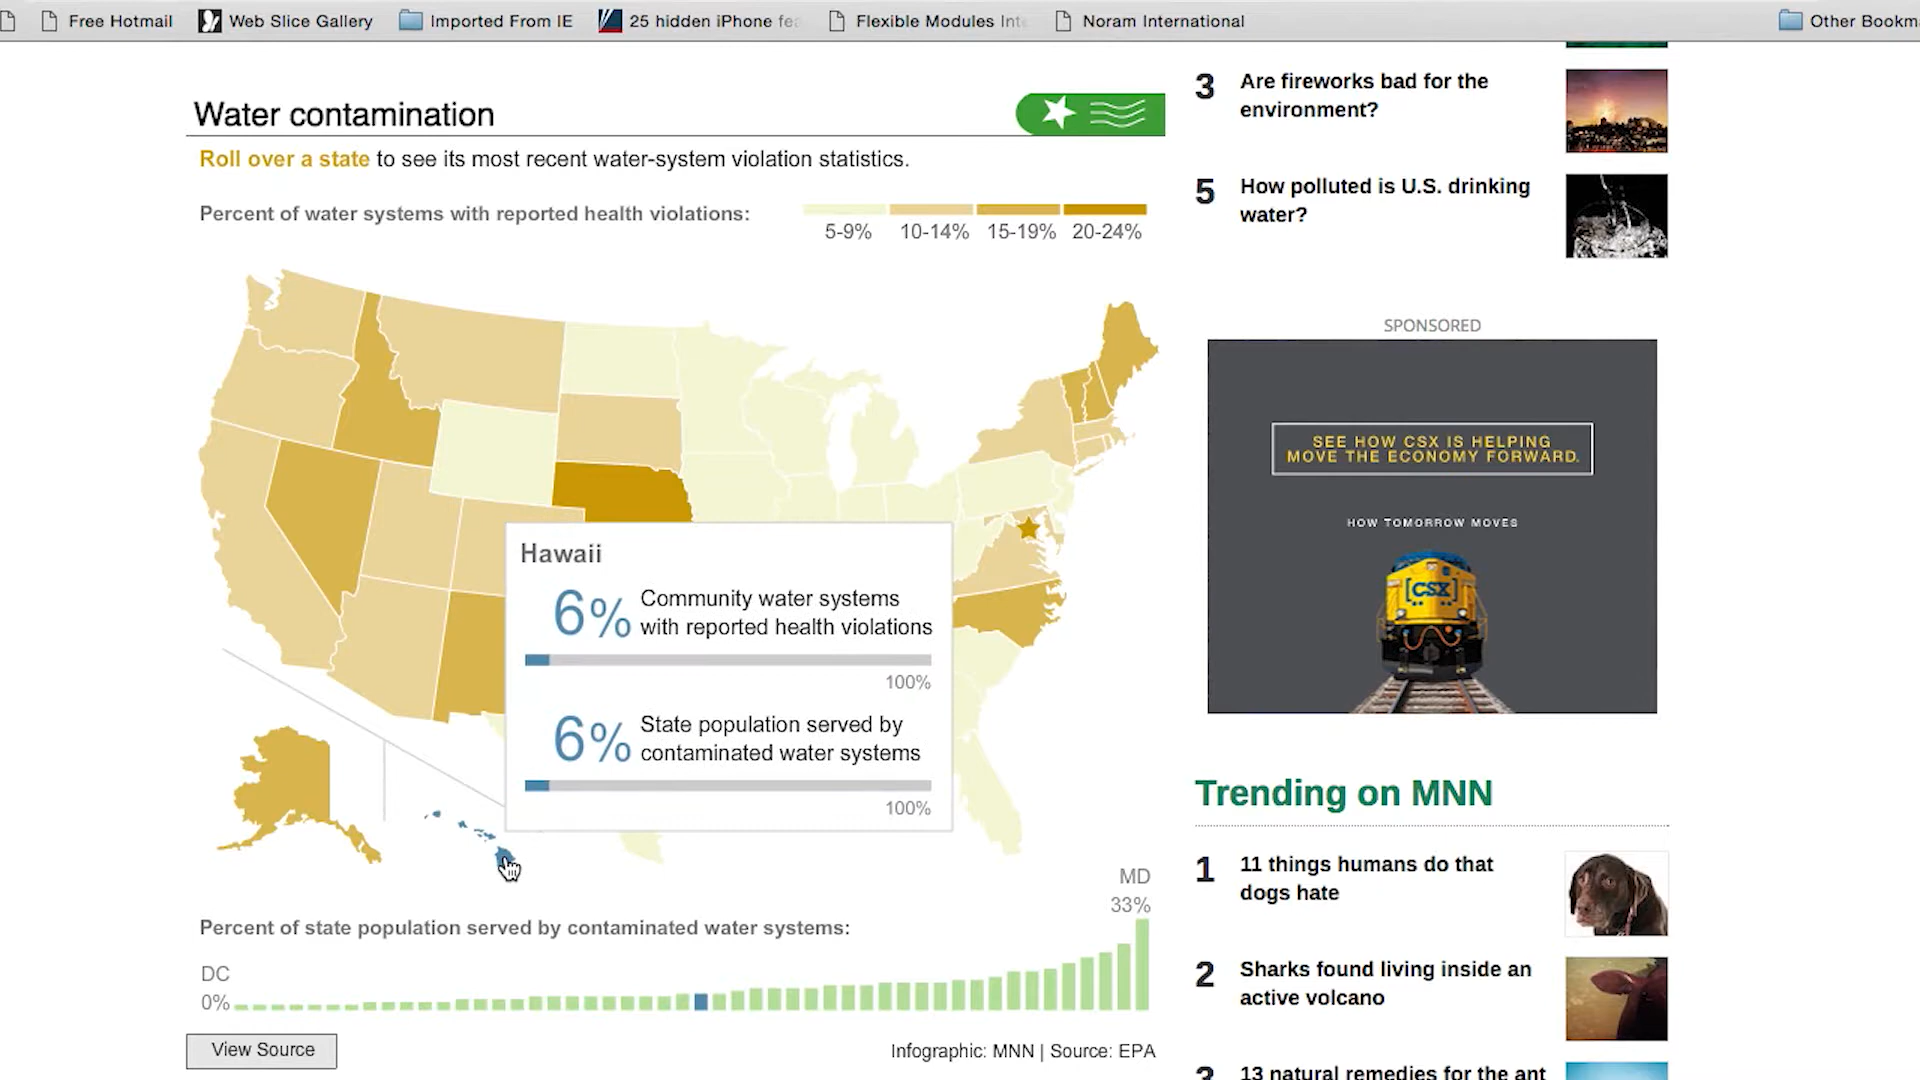 Free Hotmail
Web Slice Gallery
Imported From IE
25 hidden iPhone fea
Flexible Modules Int
Noram International
Other Bookm
Water contamination
Roll over a state to see its most recent water-system violation statistics.
Percent of water systems with reported health violations:
5-9% 10-14% 15-19% 20-24%
Hawaii
6% Community water systems
with reported health violations
100%
6% State population served by
contaminated water systems
100%
MD
33%
Percent of state population served by contaminated water systems:
DC
0%
View Source
Infographic: MNN | Source: EPA
3 Are fireworks bad for the
environment?
5 How polluted is U.S. drinking
water?
SPONSORED
SEE HOW CSX IS HELPING
MOVE THE ECONOMY FORWARD.
HOW TOMORROW MOVES
[CSX]
Trending on MNN
1 11 things humans do that
dogs hate
2 Sharks found living inside an
active volcano
3 13 natural remedies for the ant